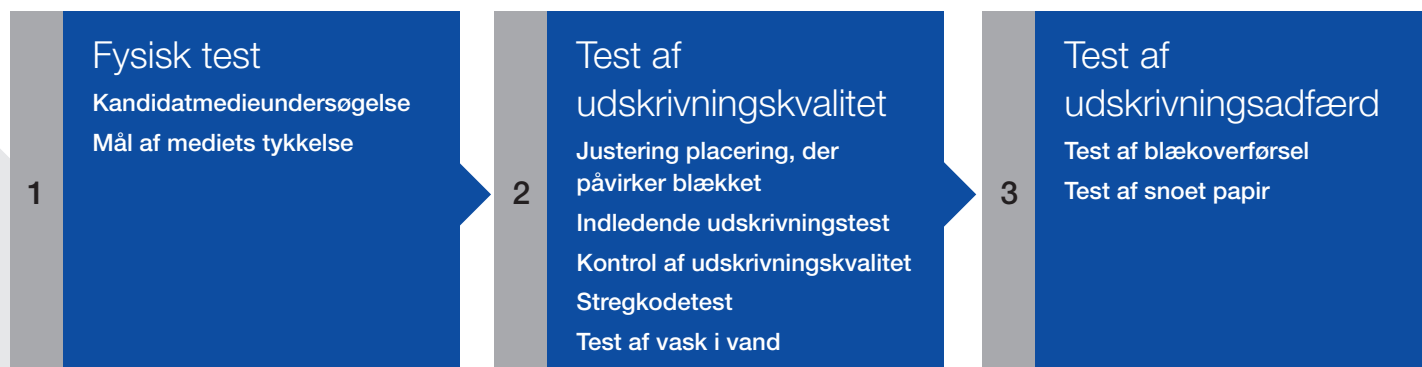 1
Fysisk test
Kandidatmedieundersøgelse
Mål af mediets tykkelse
2
Test af
udskrivningskvalitet
Justering placering, der
påvirker blækket
Indledende udskrivningstest
Kontrol af udskrivningskvalitet
Stregkodetest
Test af vask i vand
3
Test af
udskrivningsadfærd
Test af blækoverførsel
Test af snoet papir